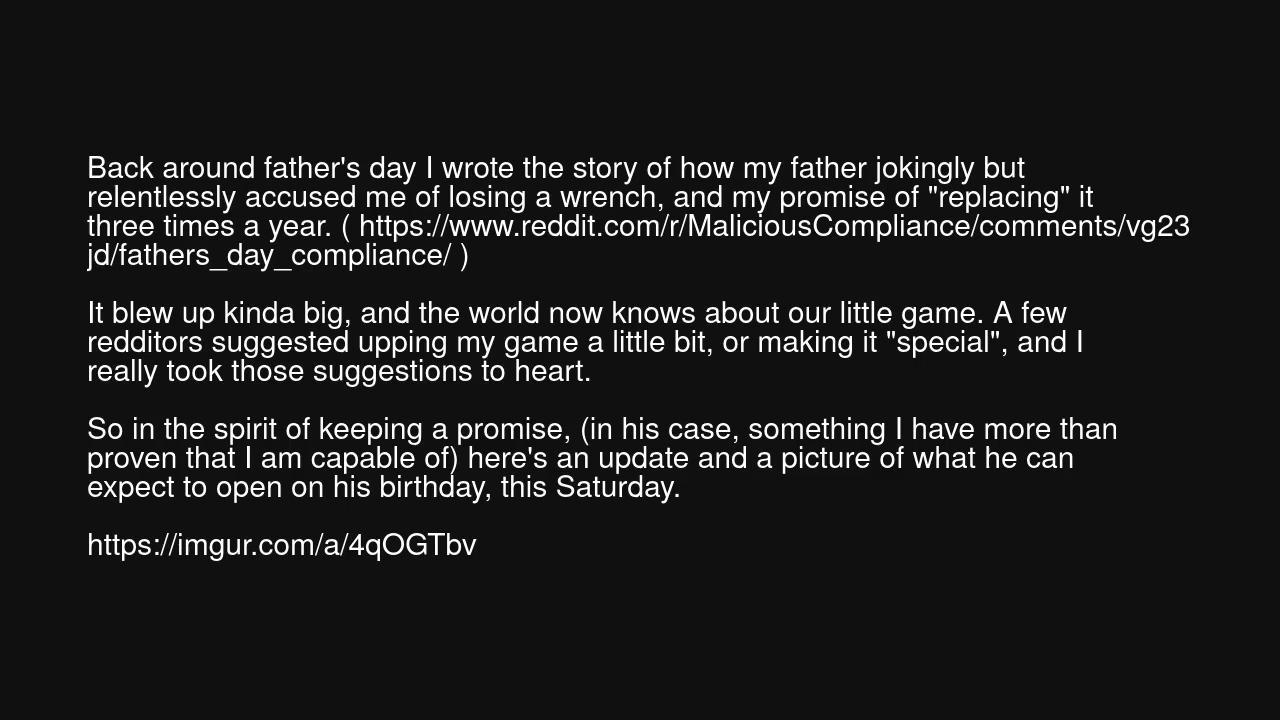 Back around father's day I wrote the story of how my father jokingly but
relentlessly accused me of losing a wrench, and my promise of "replacing" it
three times a year. ( https://www.reddit.com/r/MaliciousCompliance/comments/vg23
jd/fathers_day_compliance/ )
It blew up kinda big, and the world now knows about our little game. A few
redditors suggested upping my game a little bit, or making it "special", and I
really took those suggestions to heart.
So in the spirit of keeping a promise, (in his case, something I have more than
proven that I am capable of) here's an update and a picture of what he can
expect to open on his birthday, this Saturday.
https://imgur.com/a/4qOGTbv